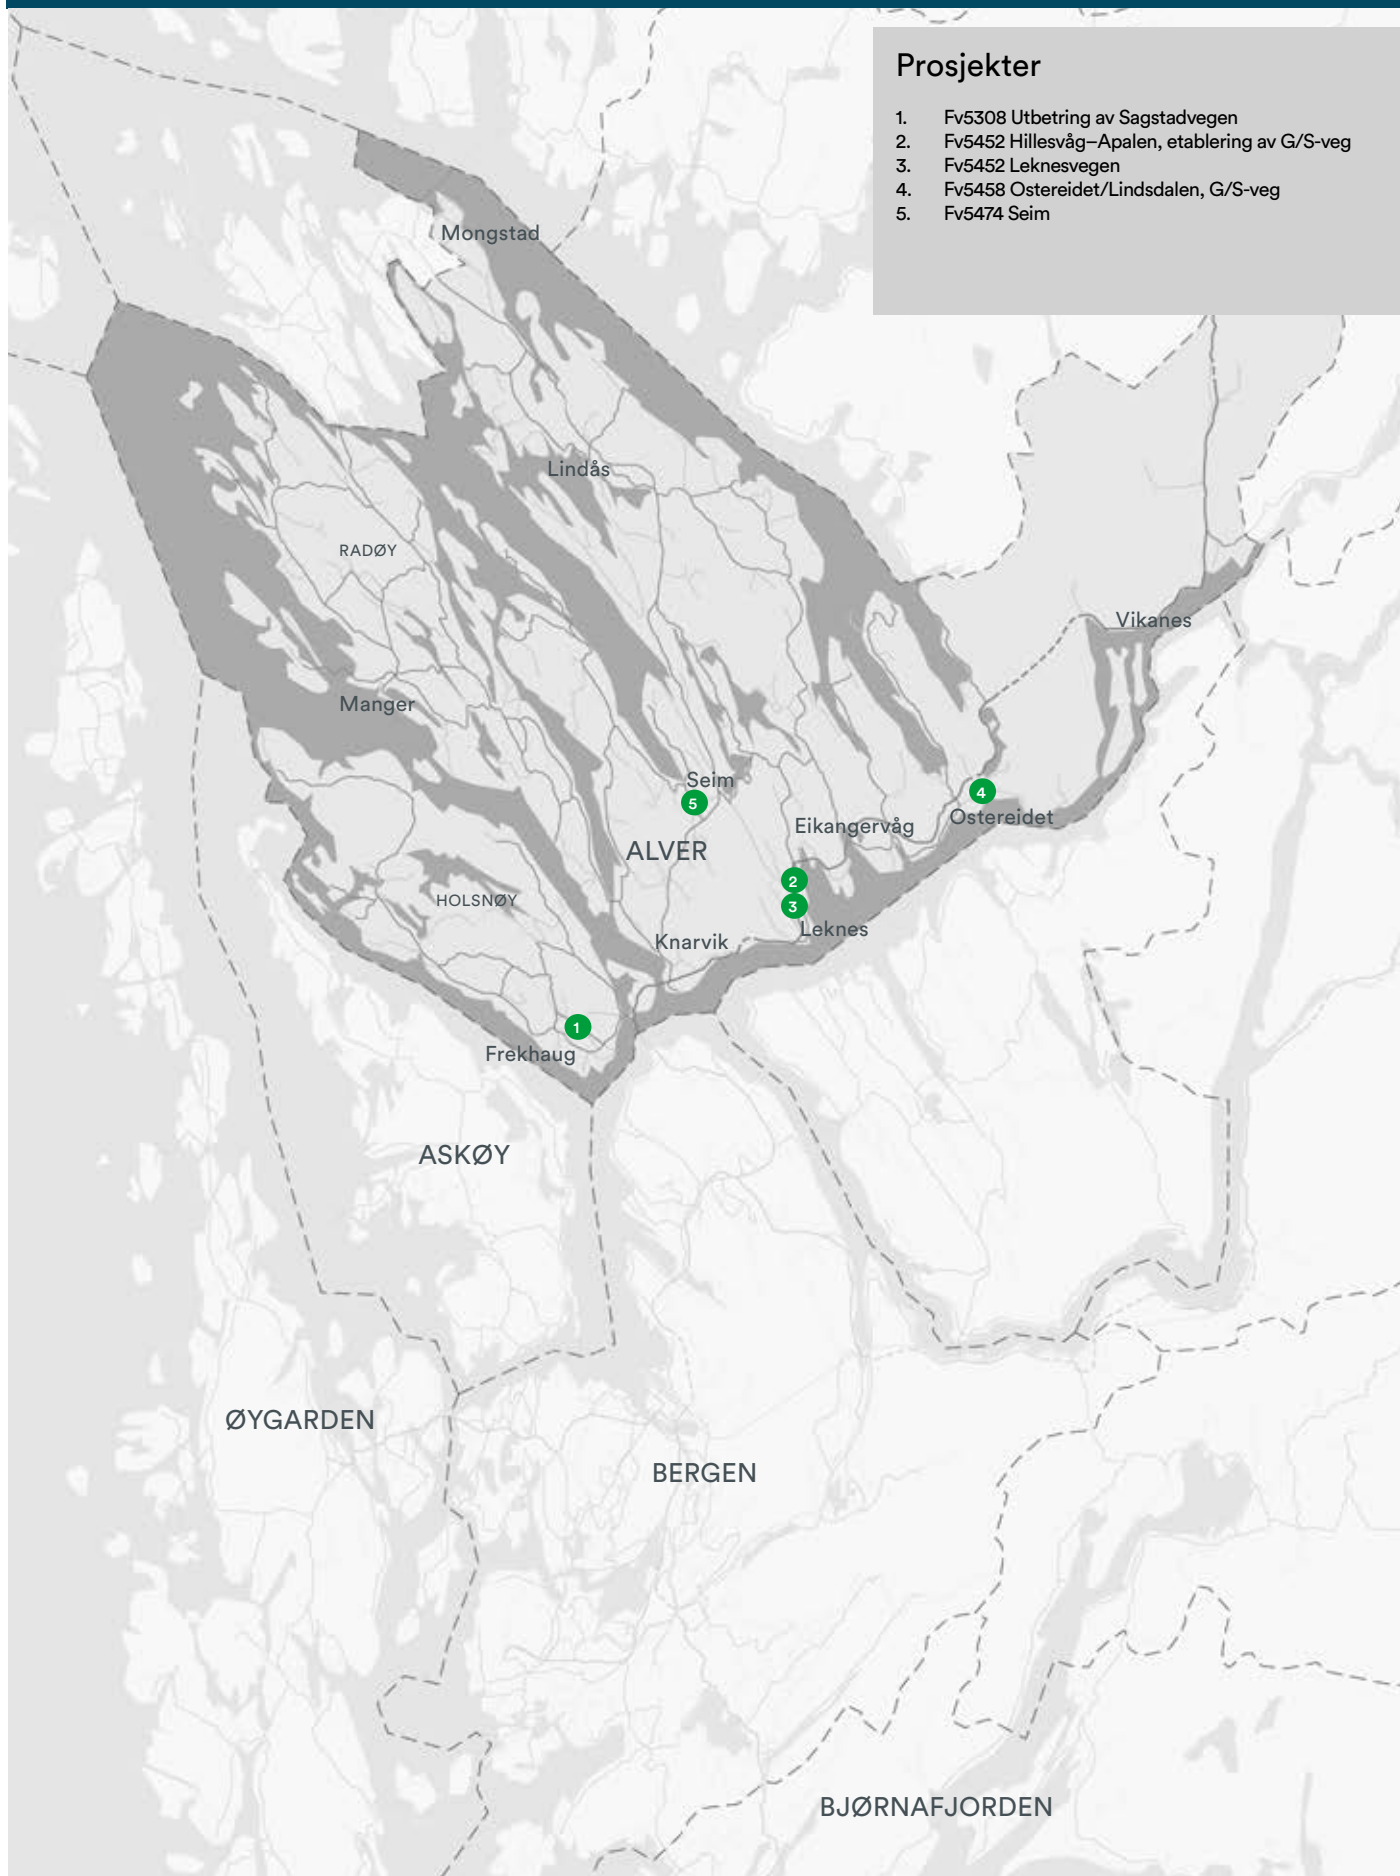 Prosjekter
1. Fv5308 Utbetring av Sagstadvegen
2. Fv5452 Hillesvåg–Apalen, etablering av G/S-veg
3. Fv5452 Leknesvegen
4. Fv5458 Ostereidet/Lindsdalen, G/S-veg
5. Fv5474 Seim
Mongstad
Lindås
RADØY
Vikanes
Manger
Seim
5
4
Ostereidet
Eikangervåg
ALVER
2
HOLSNØY
3
Leknes
Knarvik
1
Frekhaug
ASKØY
ØYGARDEN
BERGEN
BJØRNAFJORDEN